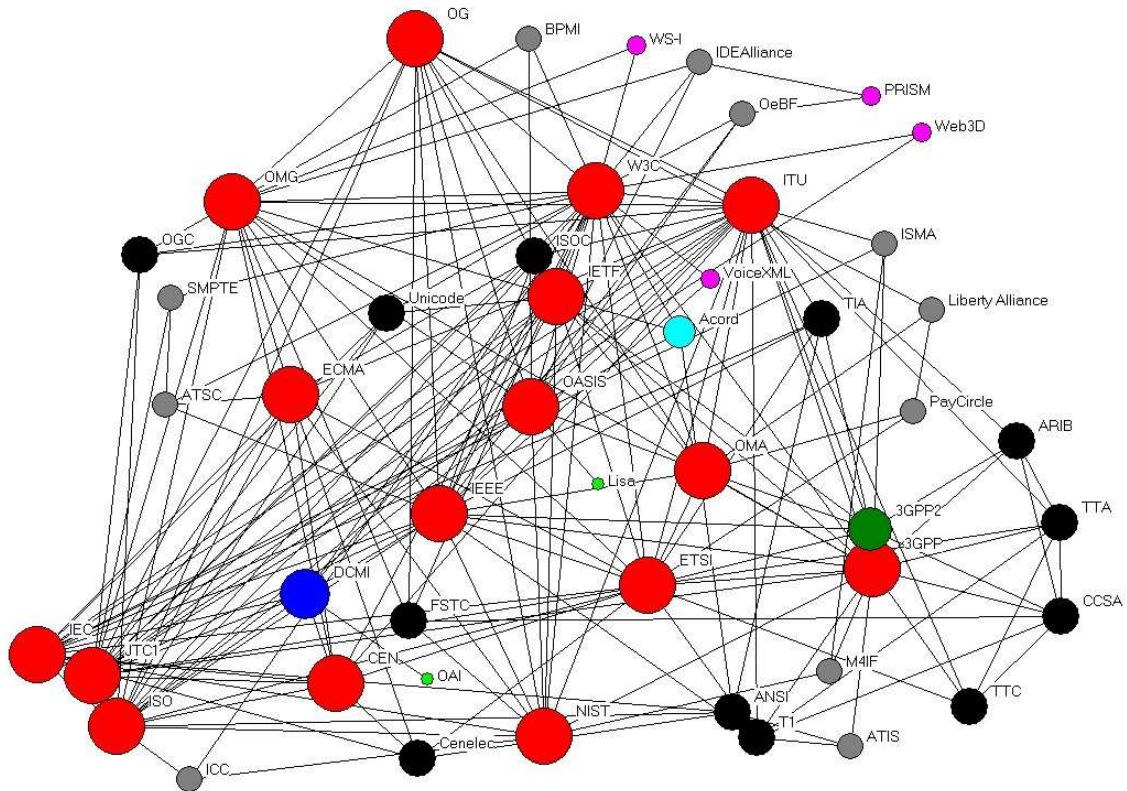 OG
BPMI
WS-I
IDEAlliance
PRISM
OeBF
Web3D
W3C
OMG
ITU
OGC
ISOC
ISMA
IETF
VoiceXML
SMPTE
Unicode
Acord
TIA
Liberty Alliance
ECMA
OASIS
ATSC
PayCircle
ARIB
OMA
IEEE
Lisa
3GPP2
TTA
3GPP
ETSI
DCMI
FSTC
CCSA
IEC
JTC1
CEN
OAI
M4IF
TTC
ISO
NIST
ANSI
T1
ATIS
Cenelec
ICC